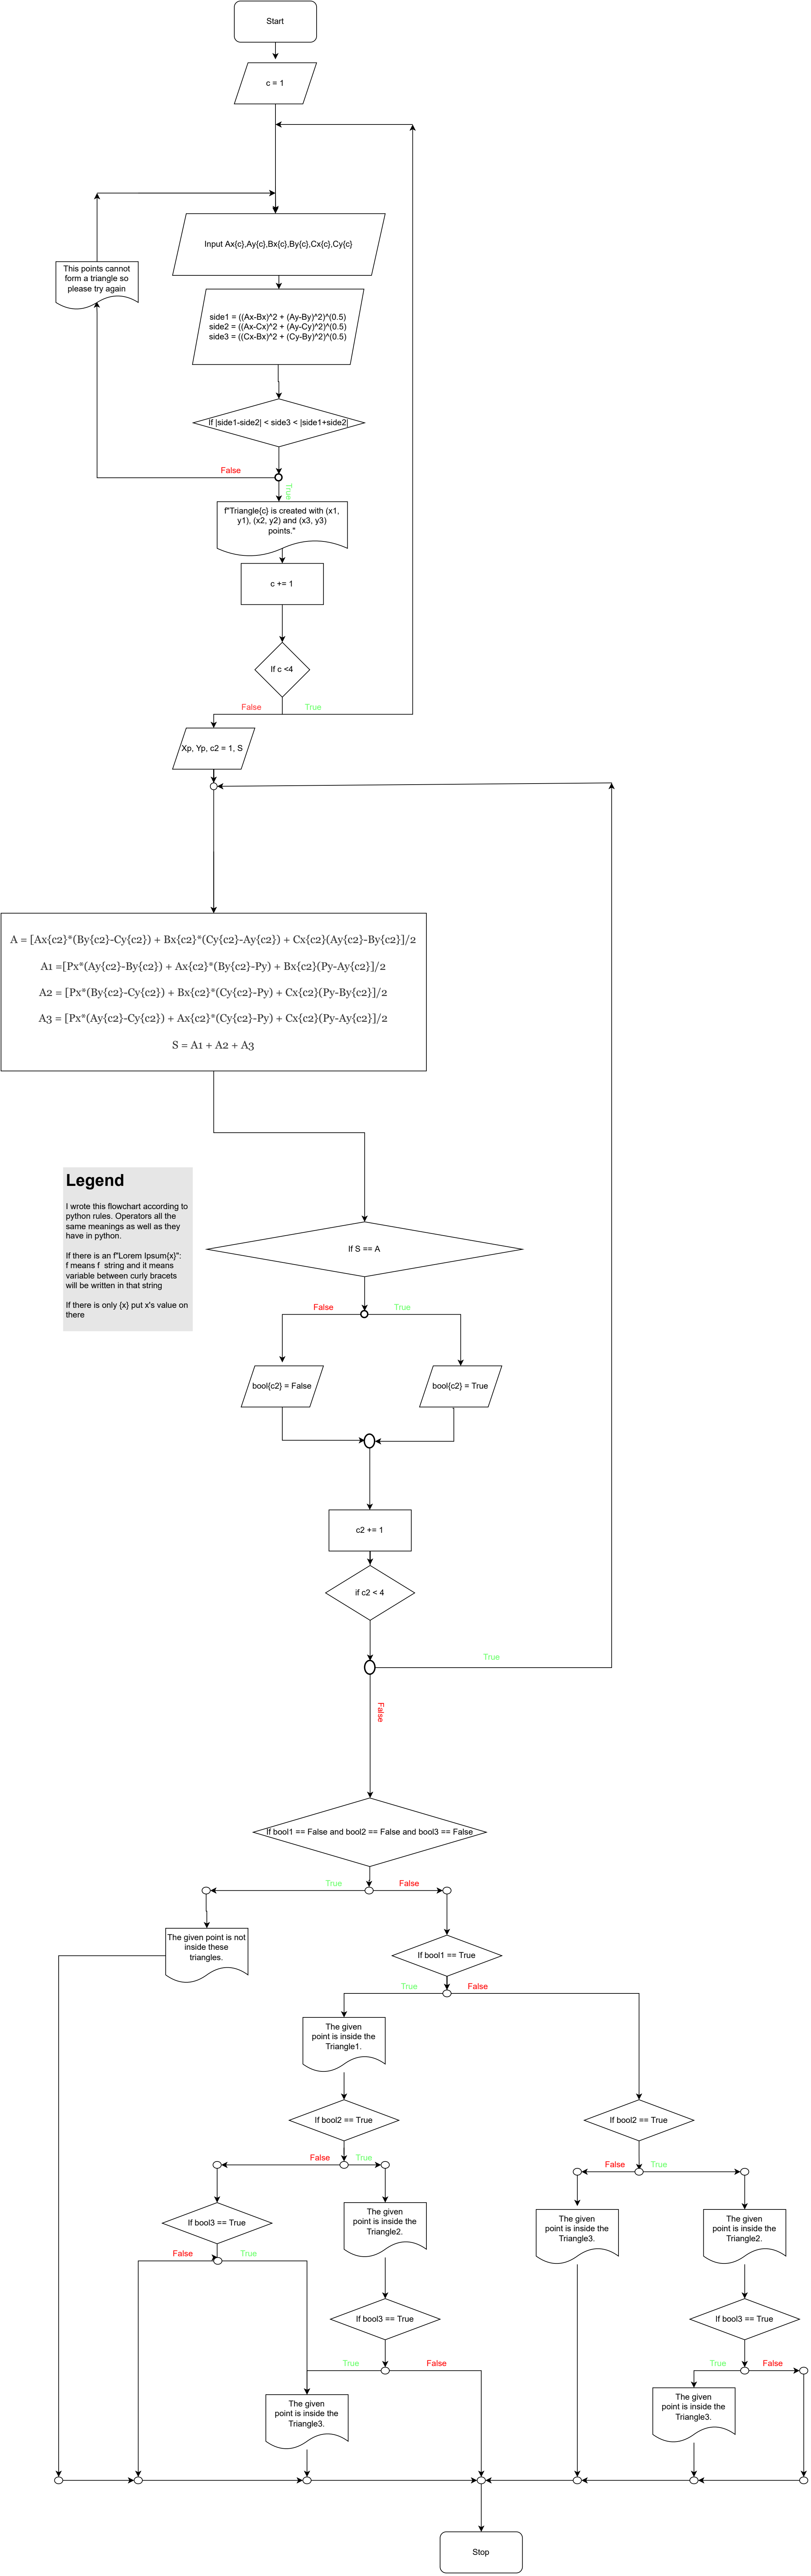 Start
c = 1
Input Ax{c},Ay{c},Bx{c},By{c},Cx{c},Cy{c}
This points cannot
form a triangle so
please try again
side1 = ((Ax-Bx)^2 + (Ay-By)^2)^(0.5)
side2 = ((Ax-Cx)^2 + (Ay-Cy)^2)^(0.5)
side3 = ((Cx-Bx)^2 + (Cy-By)^2)^(0.5)
If |side1-side2| < side3 < |side1+side2|
False
True
f"Triangle{c} is created with (x1,
y1), (x2, y2) and (x3, y3)
points."
c += 1
If c <4
False
True
Xp, Yp, c2 = 1, S
A = [Ax{c2}*(By{c2}-Cy{c2}) + Bx{c2}*(Cy{c2}-Ay{c2}) + Cx{c2}(Ay{c2}-By{c2}]/2
A1 =[Px*(Ay{c2}-By{c2}) + Ax{c2}*(By{c2}-Py) + Bx{c2}(Py-Ay{c2}]/2
A2 = [Px*(By{c2}-Cy{c2}) + Bx{c2}*(Cy{c2}-Py) + Cx{c2}(Py-By{c2}]/2
A3 = [Px*(Ay{c2}-Cy{c2}) + Ax{c2}*(Cy{c2}-Py) + Cx{c2}(Py-Ay{c2}]/2
S = A1 + A2 + A3
Legend
I wrote this flowchart according to
python rules. Operators all the
same meanings as well as they
have in python.
If there is an f"Lorem Ipsum{x}":
f means f string and it means
variable between curly bracets
will be written in that string
If there is only {x} put x's value on
there
If S == A
False
True
bool{c2} = False
bool{c2} = True
c2 += 1
if c2 < 4
True
False
If bool1 == False and bool2 == False and bool3 == False
True
False
The given point is not
inside these
triangles.
If bool1 == True
True
False
The given
point is inside the
Triangle1.
If bool2 == True
If bool2 == True
False
True
False
True
If bool3 == True
The given
point is inside the
Triangle2.
The given
point is inside the
Triangle3.
The given
point is inside the
Triangle2.
False
True
If bool3 == True
If bool3 == True
True
False
True
False
The given
point is inside the
Triangle3.
The given
point is inside the
Triangle3.
Stop